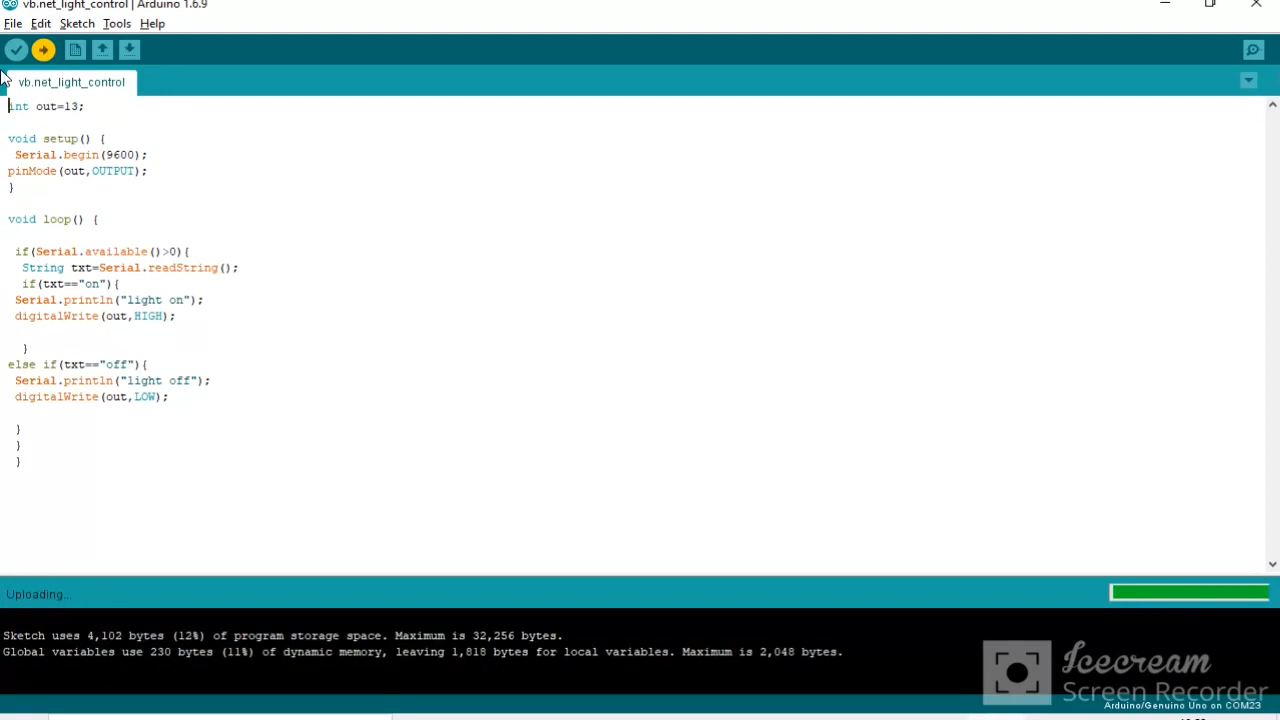 vb.net_light_control | Arduino 1.6.9
File Edit Sketch Tools Help
vb.net_light_control
int out=13;
void setup() {
Serial.begin(9600);
pinMode(out,OUTPUT);
}
void loop() {
if(Serial.available()>0){
String txt=Serial.readString();
if(txt=="on"){
Serial.println("light on");
digitalWrite(out,HIGH);
}
else if(txt=="off"){
Serial.println("light off");
digitalWrite(out,LOW);
}
}
}
Uploading...
Sketch uses 4,102 bytes (12%) of program storage space. Maximum is 32,256 bytes.
Global variables use 230 bytes (11%) of dynamic memory, leaving 1,818 bytes for local variables. Maximum is 2,048 bytes.
Icecream
Screen Recorder
Arduino/Genuino Uno on COM23